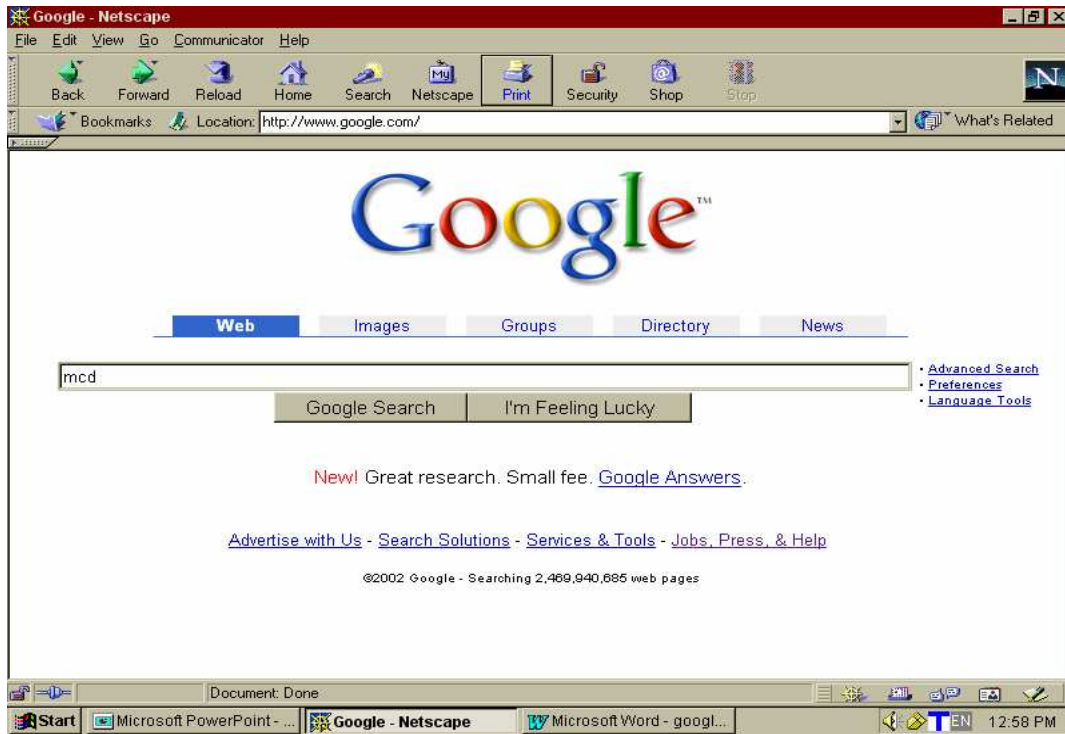 Google - Netscape
File Edit View Go Communicator Help
Back Forward Reload Home Search Netscape Print Security Shop Stop
My
N
Bookmarks Location: http://www.google.com/ What's Related
Google™
Web Images Groups Directory News
mcd
· Advanced Search
· Preferences
· Language Tools
Google Search I'm Feeling Lucky
New! Great research. Small fee. Google Answers.
Advertise with Us - Search Solutions - Services & Tools - Jobs, Press, & Help
©2002 Google - Searching 2,469,940,685 web pages
Document: Done
Start Microsoft PowerPoint - ... Google - Netscape Microsoft Word - googl... T EN 12:58 PM